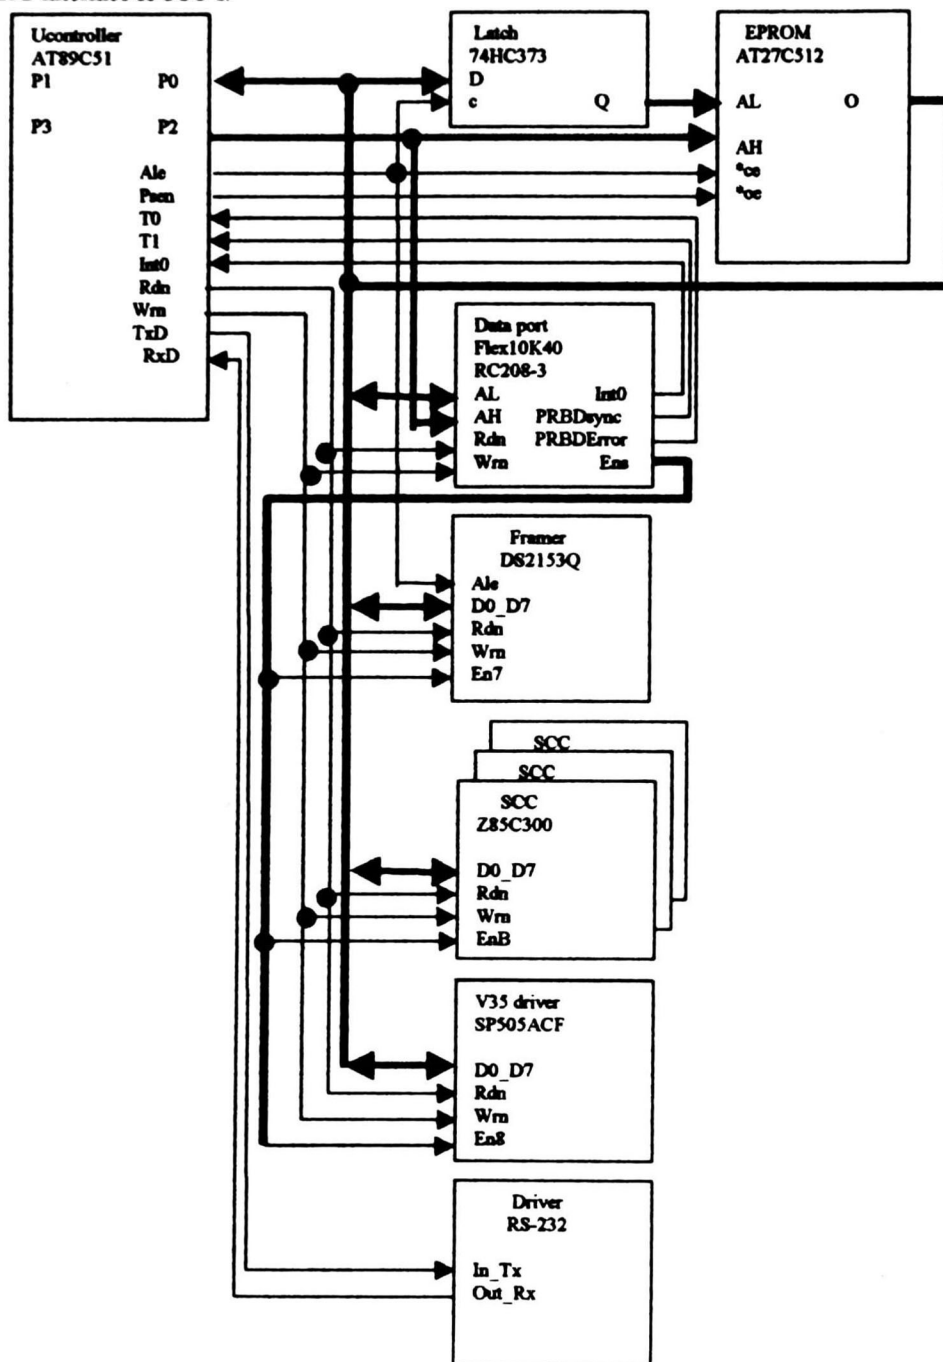 Ucontroller
AT89C51
P1 P0
P3 P2
Ale
Psen
T0
T1
Int0
Rdn
Wrn
TxD
RxD
Latch
74HC373
D
c Q
EPROM
AT27C512
AL O
AH
*ce
*oe
Data port
Flex10K40
RC208-3
AL Int0
AH PRBDsync
Rdn PRBDError
Wrn Ens
Framer
DS2153Q
Ale
D0_D7
Rdn
Wrn
En7
SCC
SCC
SCC
Z85C300
D0_D7
Rdn
Wrn
EnB
V35 driver
SP505ACF
D0_D7
Rdn
Wrn
En8
Driver
RS-232
In_Tx
Out_Rx